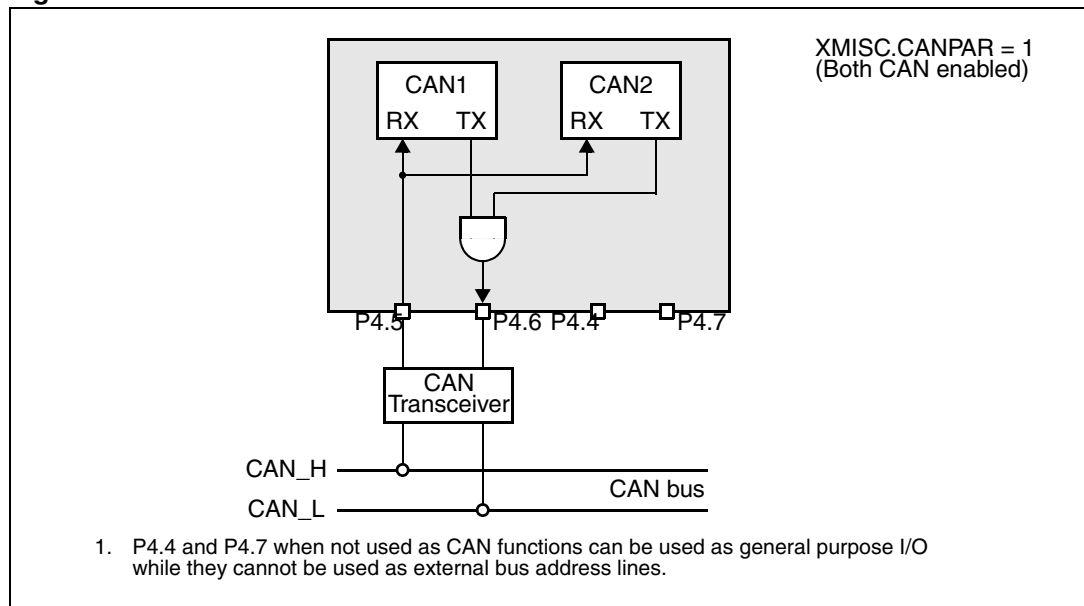 XMISC.CANPAR = 1
(Both CAN enabled)
CAN1
CAN2
RX TX
RX TX
P4.5
P4.6
P4.4
P4.7
CAN
Transceiver
CAN_H
CAN bus
CAN_L
1. P4.4 and P4.7 when not used as CAN functions can be used as general purpose I/O
while they cannot be used as external bus address lines.